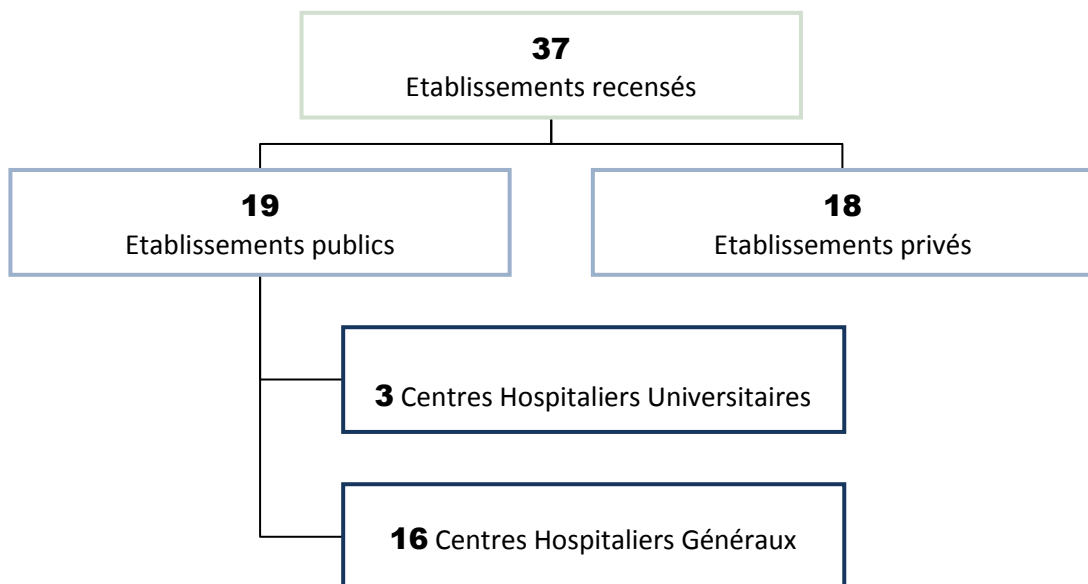 37
Etablissements recensés
19
Etablissements publics
18
Etablissements privés
3 Centres Hospitaliers Universitaires
16 Centres Hospitaliers Généraux